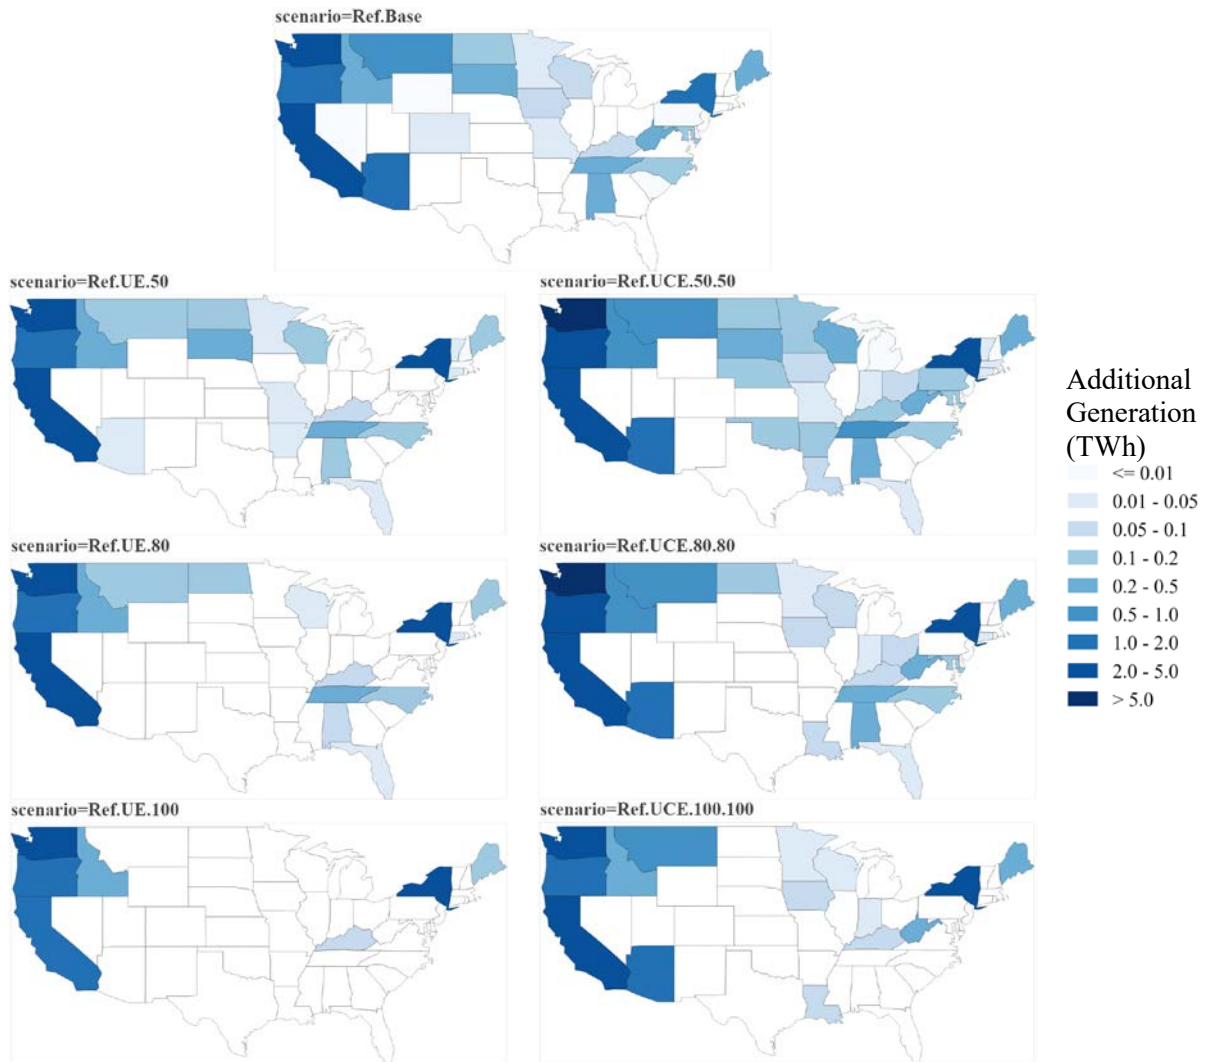 scenario=Ref.Base
scenario=Ref.UE.50
scenario=Ref.UCE.50.50
scenario=Ref.UE.80
scenario=Ref.UCE.80.80
scenario=Ref.UE.100
scenario=Ref.UCE.100.100
Additional
Generation
(TWh)
<= 0.01
0.01 - 0.05
0.05 - 0.1
0.1 - 0.2
0.2 - 0.5
0.5 - 1.0
1.0 - 2.0
2.0 - 5.0
> 5.0